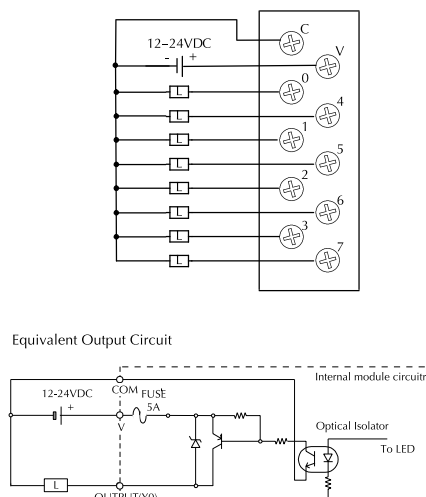 C
12–24VDC
- +
V
L 0
L 4
L 1
L 5
L 2
L 6
L 3
L 7
Equivalent Output Circuit
Internal module circuitr
COM FUSE
12-24VDC 5A
+
V
Optical Isolator
To LED
L
OUTPUT(Y0)